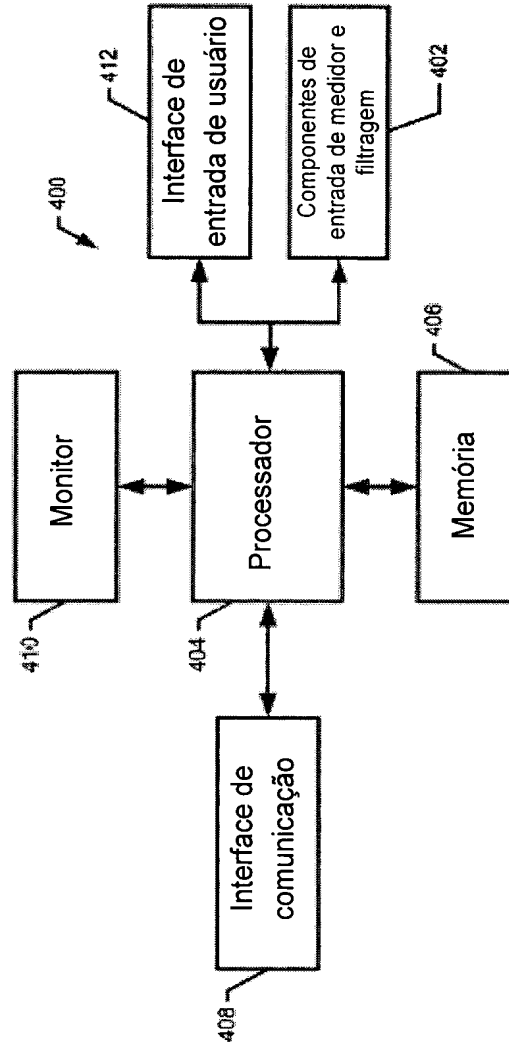 400
410
Monitor
412
Interface de
entrada de usuário
408
Interface de
comunicação
404
Processador
Componentes de
entrada de medidor e
filtragem
402
406
Memória